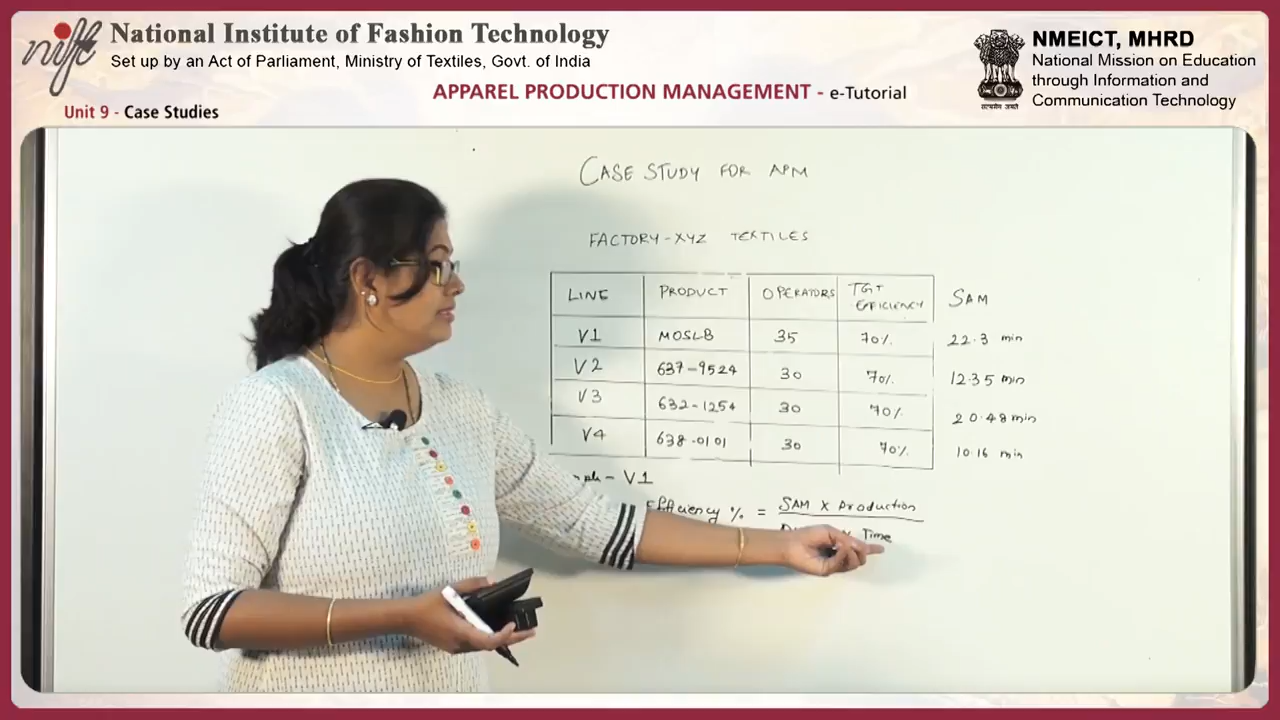 nift
National Institute of Fashion Technology
Set up by an Act of Parliament, Ministry of Textiles, Govt. of India
NMEICT, MHRD
National Mission on Education
through Information and
Communication Technology
सत्यमेव जयते
APPAREL PRODUCTION MANAGEMENT - e-Tutorial
Unit 9 - Case Studies
CASE STUDY FOR APM
FACTORY-XYZ TEXTILES
LINE PRODUCT OPERATORS TGT EFFICIENCY SAM
V1 MOSLB 35 70% 22.3 min
V2 637-9524 30 70% 12.35 min
V3 632-1254 30 70% 20.48 min
V4 638-0101 30 70% 10.16 min
- V1
Efficiency % = SAM X Production
X Time